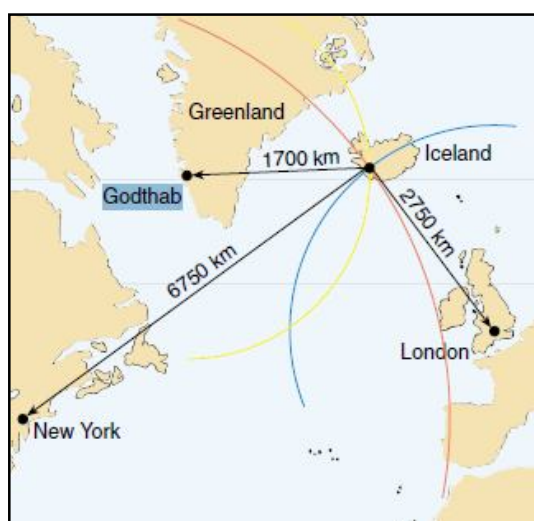 Greenland
1700 km
Iceland
Godthab
2750 km
6750 km
London
New York